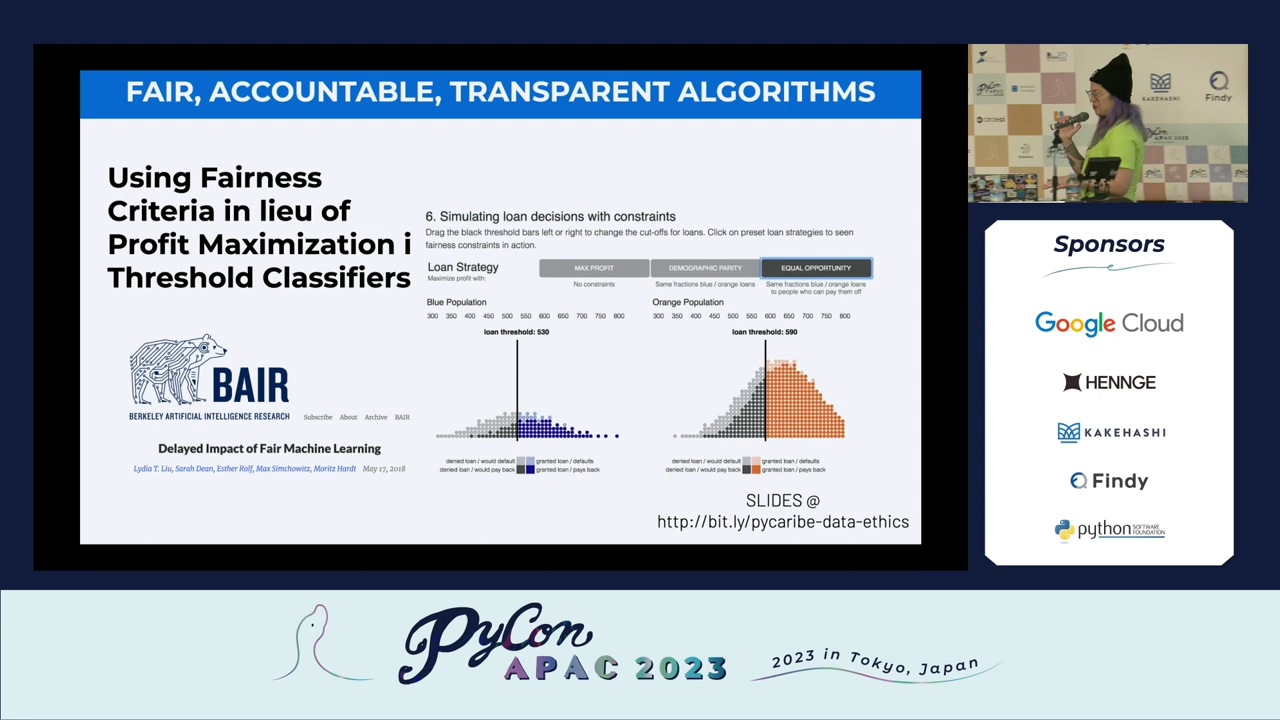 FAIR, ACCOUNTABLE, TRANSPARENT ALGORITHMS
Using Fairness
Criteria in lieu of
Profit Maximization i
Threshold Classifiers
BAIR
BERKELEY ARTIFICIAL INTELLIGENCE RESEARCH
Subscribe About Archive BAIR
Delayed Impact of Fair Machine Learning
Lydia T. Liu, Sarah Dean, Esther Rolf, Max Simchowitz, Moritz Hardt May 17, 2018
6. Simulating loan decisions with constraints
Drag the black threshold bars left or right to change the cut-offs for loans. Click on preset loan strategies to seen
fairness constraints in action.
Loan Strategy
Maximize profit with:
MAX PROFIT
No constraints
DEMOGRAPHIC PARITY
Same fractions blue / orange loans
EQUAL OPPORTUNITY
Same fractions blue / orange loans
to people who can pay them off
Blue Population
300 350 400 450 500 550 600 650 700 750 800
loan threshold: 530
denied loan / would default granted loan / defaults
denied loan / would pay back granted loan / pays back
Orange Population
300 350 400 450 500 550 600 650 700 750 800
loan threshold: 590
denied loan / would default granted loan / defaults
denied loan / would pay back granted loan / pays back
SLIDES @
http://bit.ly/pycaribe-data-ethics
KAKEHASHI
Findy
PyCon
APAC 2023
Sponsors
Google Cloud
HENNGE
KAKEHASHI
Findy
python SOFTWARE
FOUNDATION
PyCon
APAC 2023
2023 in Tokyo, Japan